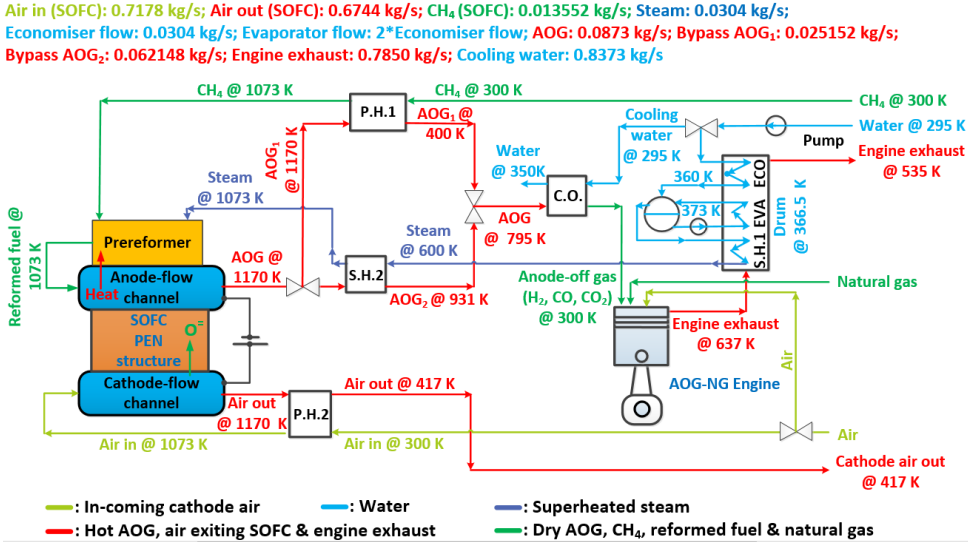 Air in (SOFC): 0.7178 kg/s; Air out (SOFC): 0.6744 kg/s; CH₄ (SOFC): 0.013552 kg/s; Steam: 0.0304 kg/s;
Economiser flow: 0.0304 kg/s; Evaporator flow: 2*Economiser flow; AOG: 0.0873 kg/s; Bypass AOG₁: 0.025152 kg/s;
Bypass AOG₂: 0.062148 kg/s; Engine exhaust: 0.7850 kg/s; Cooling water: 0.8373 kg/s
CH₄ @ 1073 K
P.H.1
CH₄ @ 300 K
CH₄ @ 300 K
AOG₁ @
400 K
AOG₁
@ 1170 K
Cooling
water
@ 295 K
Water @ 295 K
Pump
Engine exhaust
@ 535 K
Water
@ 350K
C.O.
Steam
@ 1073 K
360 K
373 K
ECO
EVA
S.H.1
Drum
@ 366.5 K
Reformed fuel @
1073 K
Prereformer
AOG @
1170 K
AOG
@ 795 K
Steam
@ 600 K
S.H.2
AOG₂ @ 931 K
Heat
Anode-flow
channel
Anode-off gas
(H₂, CO, CO₂)
@ 300 K
Natural gas
SOFC
PEN
structure
O⁼
Engine exhaust
@ 637 K
Air
AOG-NG Engine
Cathode-flow
channel
Air out
@ 1170 K
P.H.2
Air out @ 417 K
Air in @ 1073 K
Air in @ 300 K
Air
Cathode air out
@ 417 K
: In-coming cathode air
: Water
: Superheated steam
: Hot AOG, air exiting SOFC & engine exhaust
: Dry AOG, CH₄, reformed fuel & natural gas